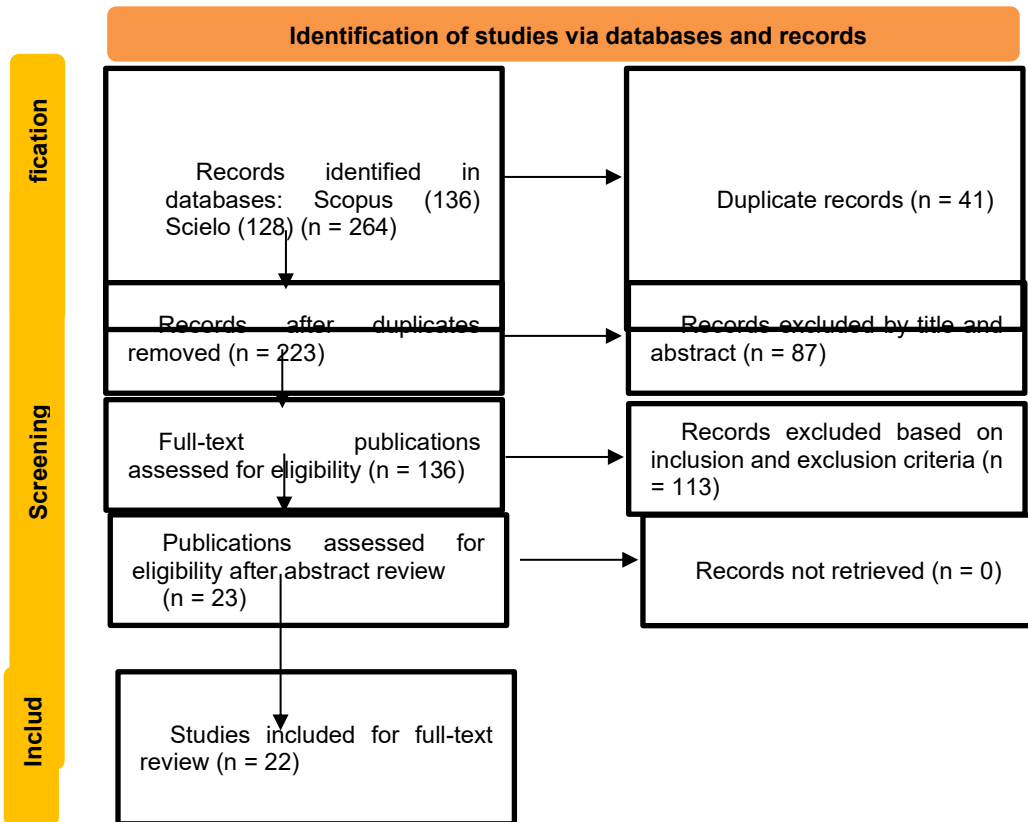 Identification of studies via databases and records
fication
Records identified in
databases: Scopus (136)
Scielo (128) (n = 264)
Duplicate records (n = 41)
Records after duplicates
removed (n = 223)
Records excluded by title and
abstract (n = 87)
Screening
Full-text publications
assessed for eligibility (n = 136)
Records excluded based on
inclusion and exclusion criteria (n
= 113)
Publications assessed for
eligibility after abstract review
(n = 23)
Records not retrieved (n = 0)
Includ
Studies included for full-text
review (n = 22)